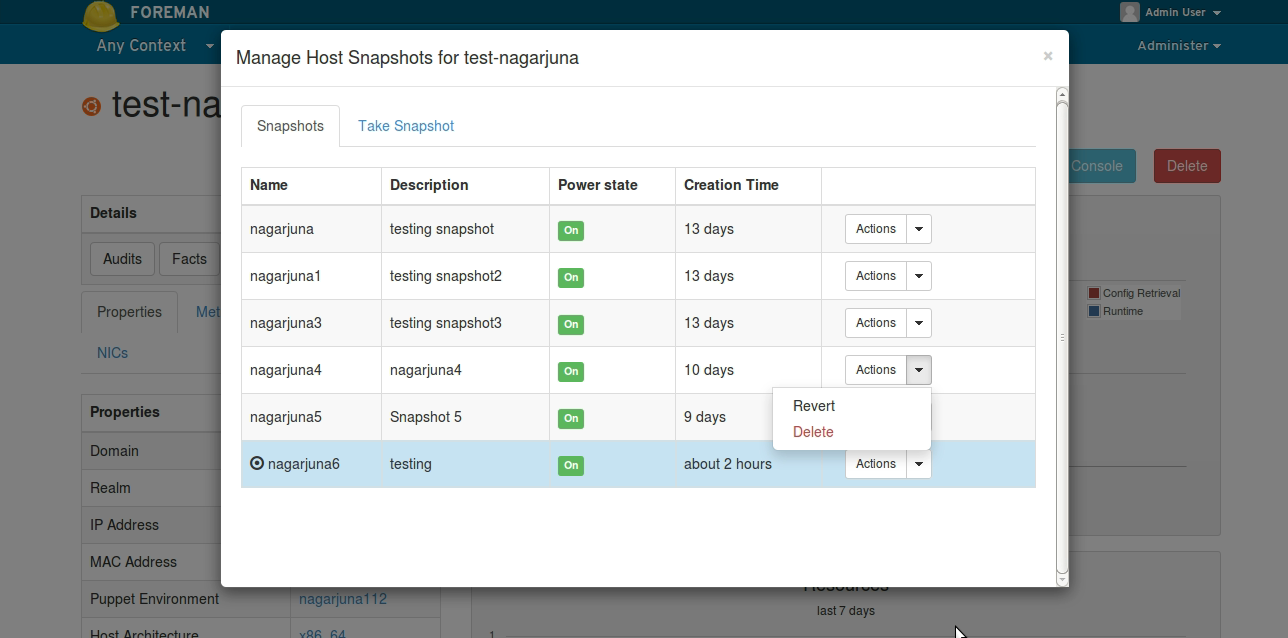 FOREMAN
Admin User
Any Context
Administer
test-na
Manage Host Snapshots for test-nagarjuna
×
Snapshots
Take Snapshot
Console
Delete
Name Description Power state Creation Time
nagarjuna testing snapshot On 13 days Actions
nagarjuna1 testing snapshot2 On 13 days Actions
nagarjuna3 testing snapshot3 On 13 days Actions
nagarjuna4 nagarjuna4 On 10 days Actions
Revert
Delete
nagarjuna5 Snapshot 5 On 9 days
nagarjuna6 testing On about 2 hours Actions
Details
Audits
Facts
Properties
Met
NICs
Config Retrieval
Runtime
Properties
Domain
Realm
IP Address
MAC Address
Puppet Environment nagarjuna112
Host Architecture x86_64
Resources
last 7 days
1